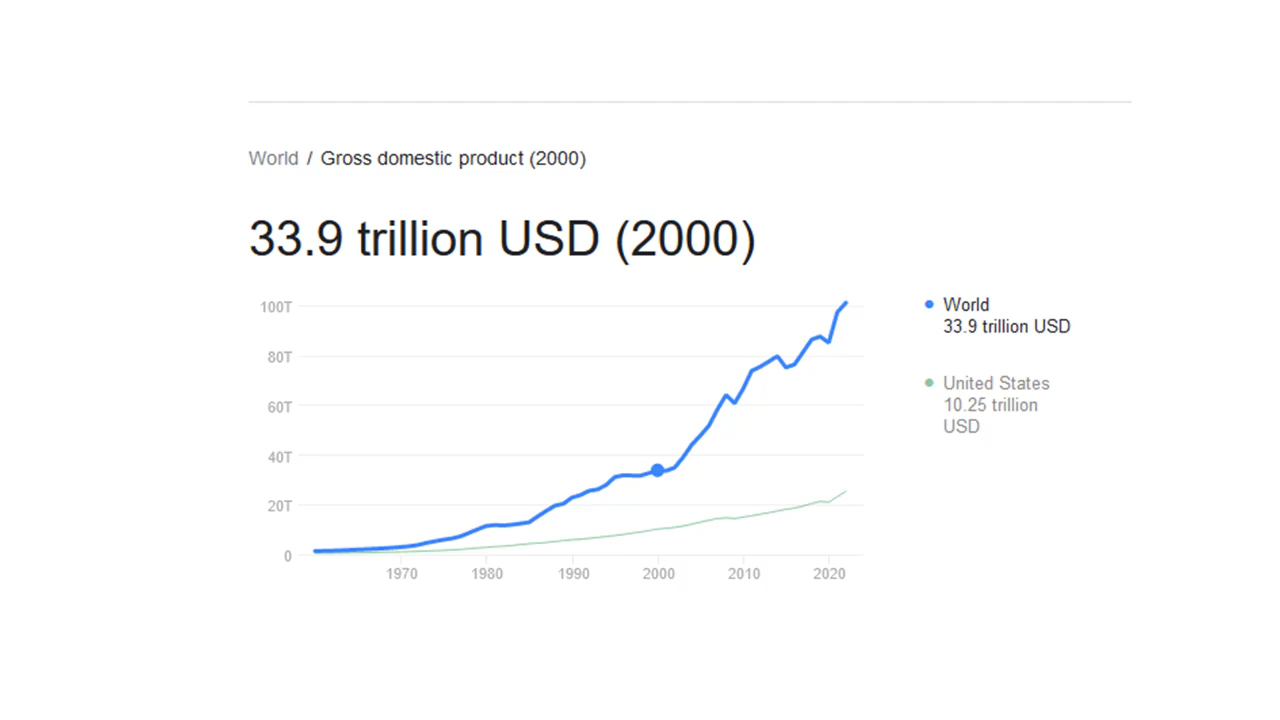 World / Gross domestic product (2000)
33.9 trillion USD (2000)
100T
80T
60T
40T
20T
0
1970 1980 1990 2000 2010 2020
World
33.9 trillion USD
United States
10.25 trillion
USD